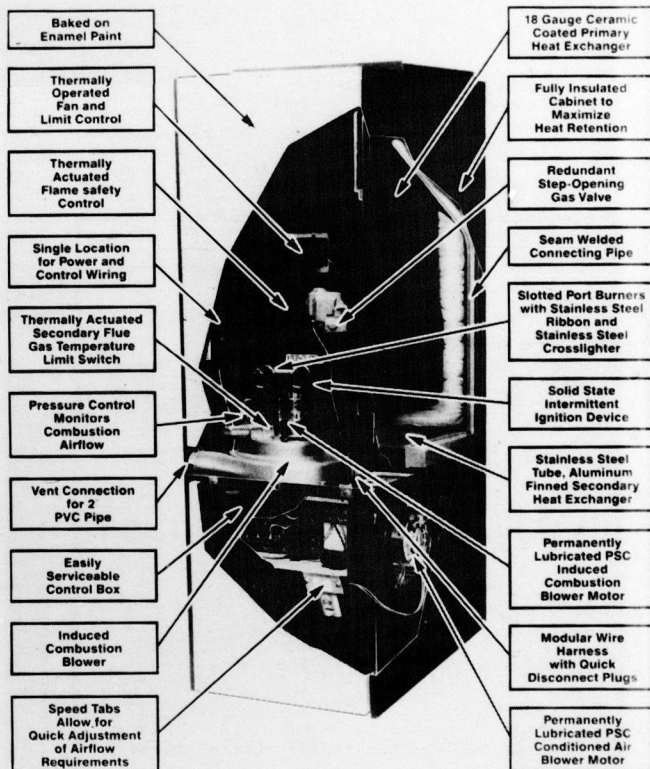 Baked on
Enamel Paint
Thermally
Operated
Fan and
Limit Control
Thermally
Actuated
Flame safety
Control
Single Location
for Power and
Control Wiring
Thermally Actuated
Secondary Flue
Gas Temperature
Limit Switch
Pressure Control
Monitors
Combustion
Airflow
Vent Connection
for 2"
PVC Pipe
Easily
Serviceable
Control Box
Induced
Combustion
Blower
Speed Tabs
Allow for
Quick Adjustment
of Airflow
Requirements
18 Gauge Ceramic
Coated Primary
Heat Exchanger
Fully Insulated
Cabinet to
Maximize
Heat Retention
Redundant
Step-Opening
Gas Valve
Seam Welded
Connecting Pipe
Slotted Port Burners
with Stainless Steel
Ribbon and
Stainless Steel
Crosslighter
Solid State
Intermittent
Ignition Device
Stainless Steel
Tube, Aluminum
Finned Secondary
Heat Exchanger
Permanently
Lubricated PSC
Induced
Combustion
Blower Motor
Modular Wire
Harness
with Quick
Disconnect Plugs
Permanently
Lubricated PSC
Conditioned Air
Blower Motor